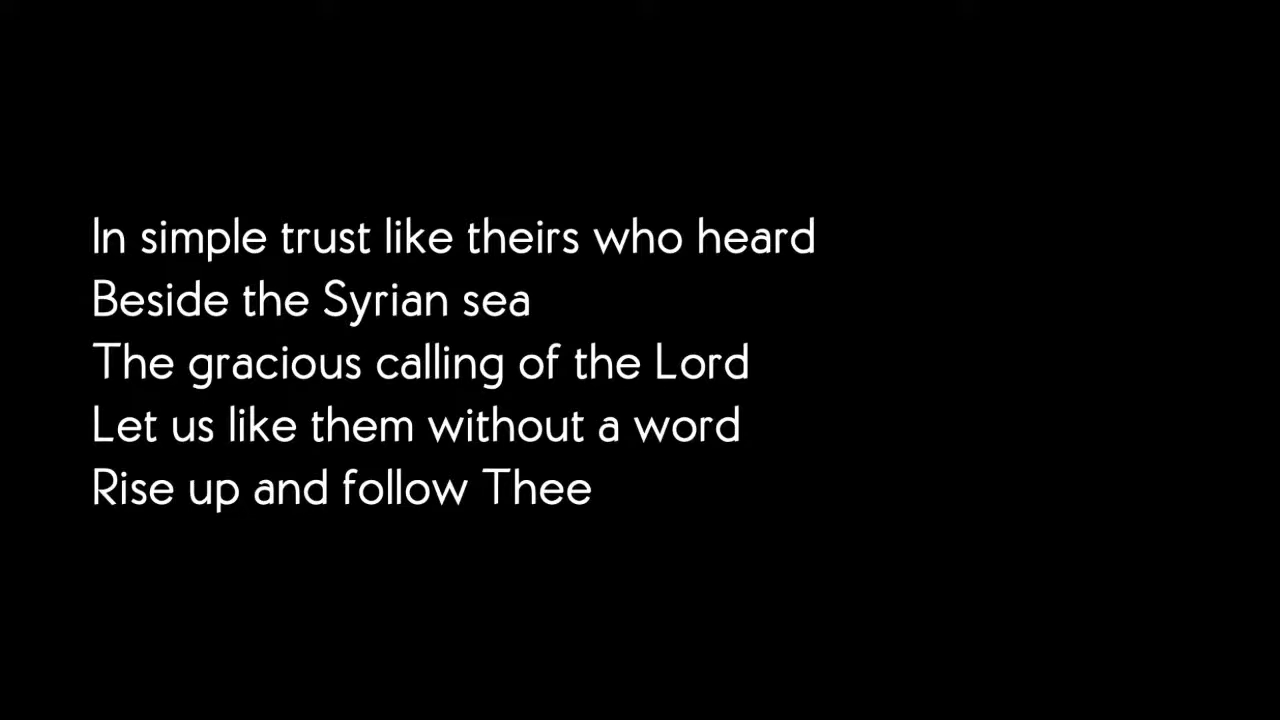 In simple trust like theirs who heard
Beside the Syrian sea
The gracious calling of the Lord
Let us like them without a word
Rise up and follow Thee